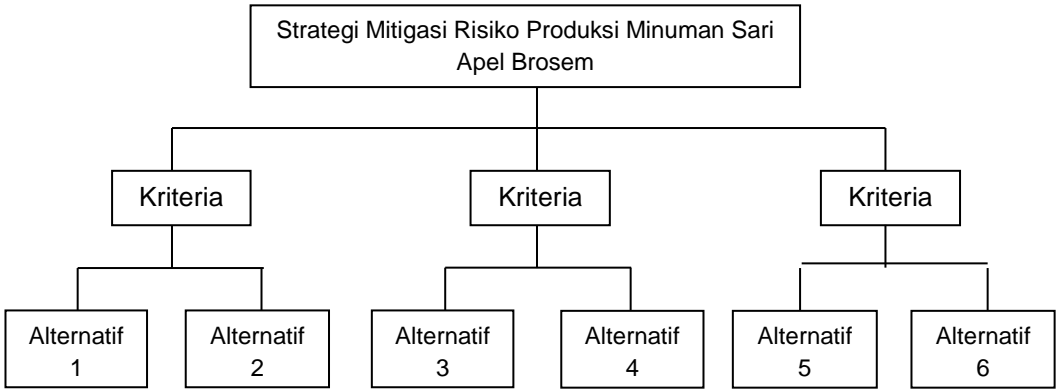 Strategi Mitigasi Risiko Produksi Minuman Sari
Apel Brosem
Kriteria
Kriteria
Kriteria
Alternatif
1
Alternatif
2
Alternatif
3
Alternatif
4
Alternatif
5
Alternatif
6